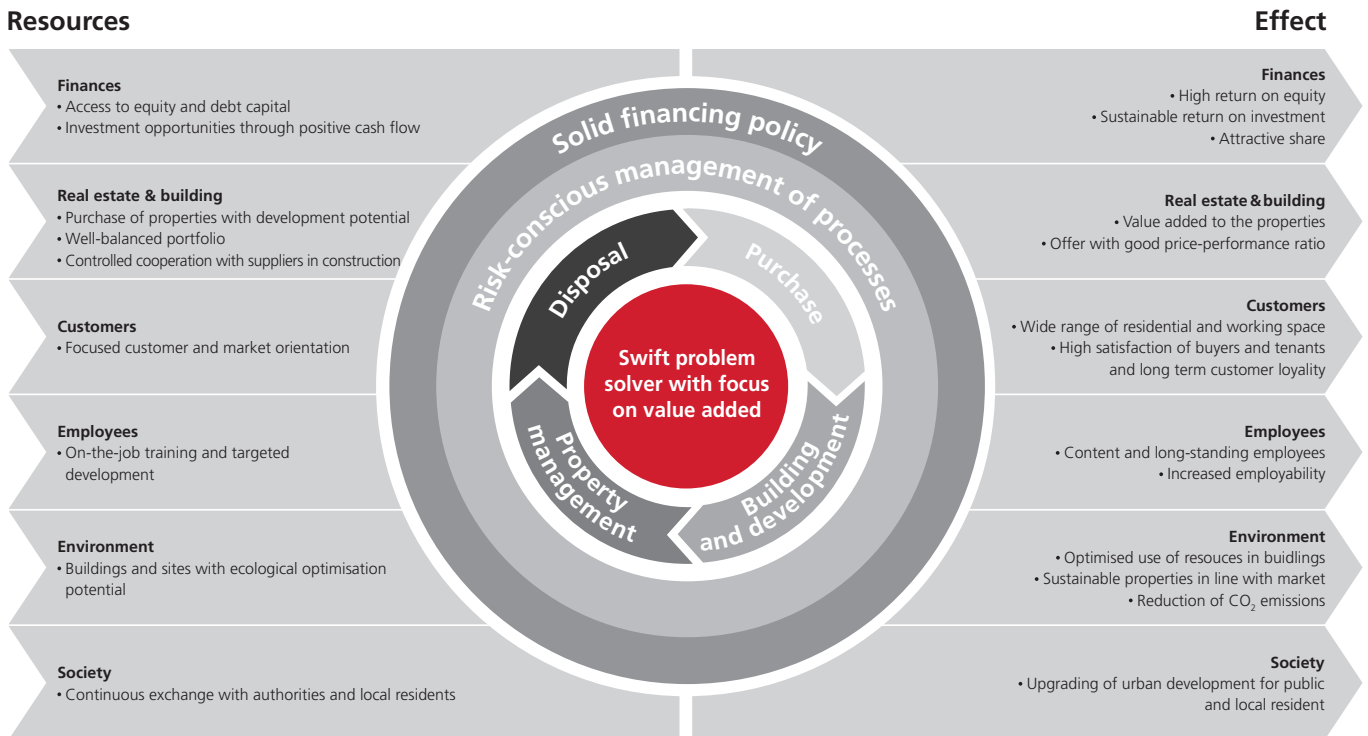 Resources
Effect
Finances
• Access to equity and debt capital
• Investment opportunities through positive cash flow
Real estate & building
• Purchase of properties with development potential
• Well-balanced portfolio
• Controlled cooperation with suppliers in construction
Customers
• Focused customer and market orientation
Employees
• On-the-job training and targeted
development
Environment
• Buildings and sites with ecological optimisation
potential
Society
• Continuous exchange with authorities and local residents
Solid financing policy
Risk-conscious management of processes
Disposal
Purchase
Building
and development
Property
management
Swift problem
solver with focus
on value added
Finances
• High return on equity
• Sustainable return on investment
• Attractive share
Real estate & building
• Value added to the properties
• Offer with good price-performance ratio
Customers
• Wide range of residential and working space
• High satisfaction of buyers and tenants
and long term customer loyality
Employees
• Content and long-standing employees
• Increased employability
Environment
• Optimised use of resouces in buidlings
• Sustainable properties in line with market
• Reduction of CO₂ emissions
Society
• Upgrading of urban development for public
and local resident